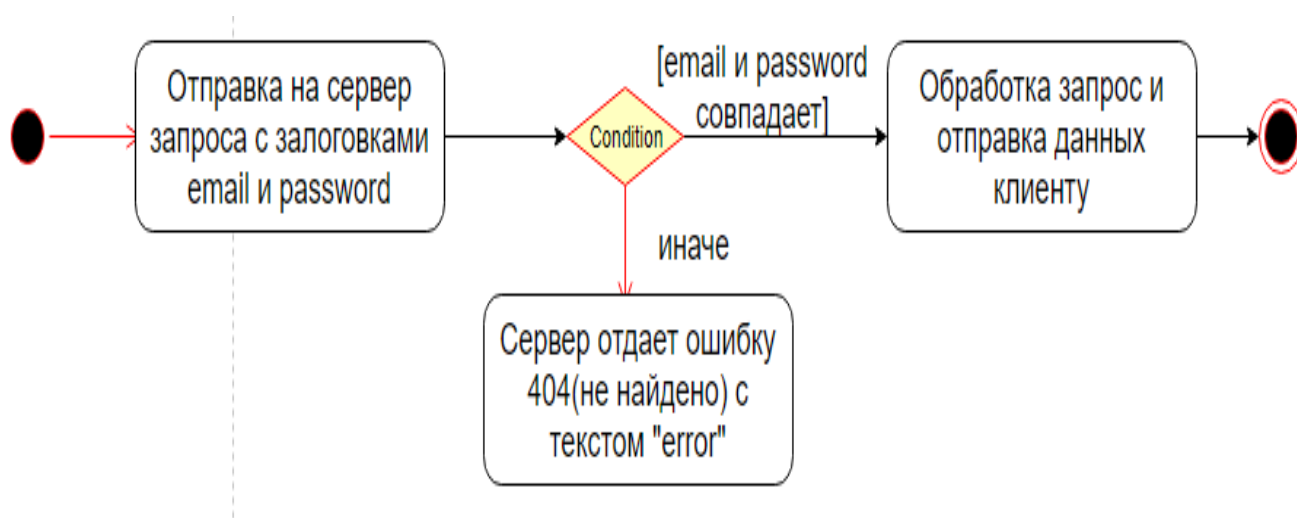 Отправка на сервер
запроса с залоговками
email и password
Condition
[email и password
совпадает]
Обработка запрос и
отправка данных
клиенту
иначе
Сервер отдает ошибку
404(не найдено) с
текстом "error"